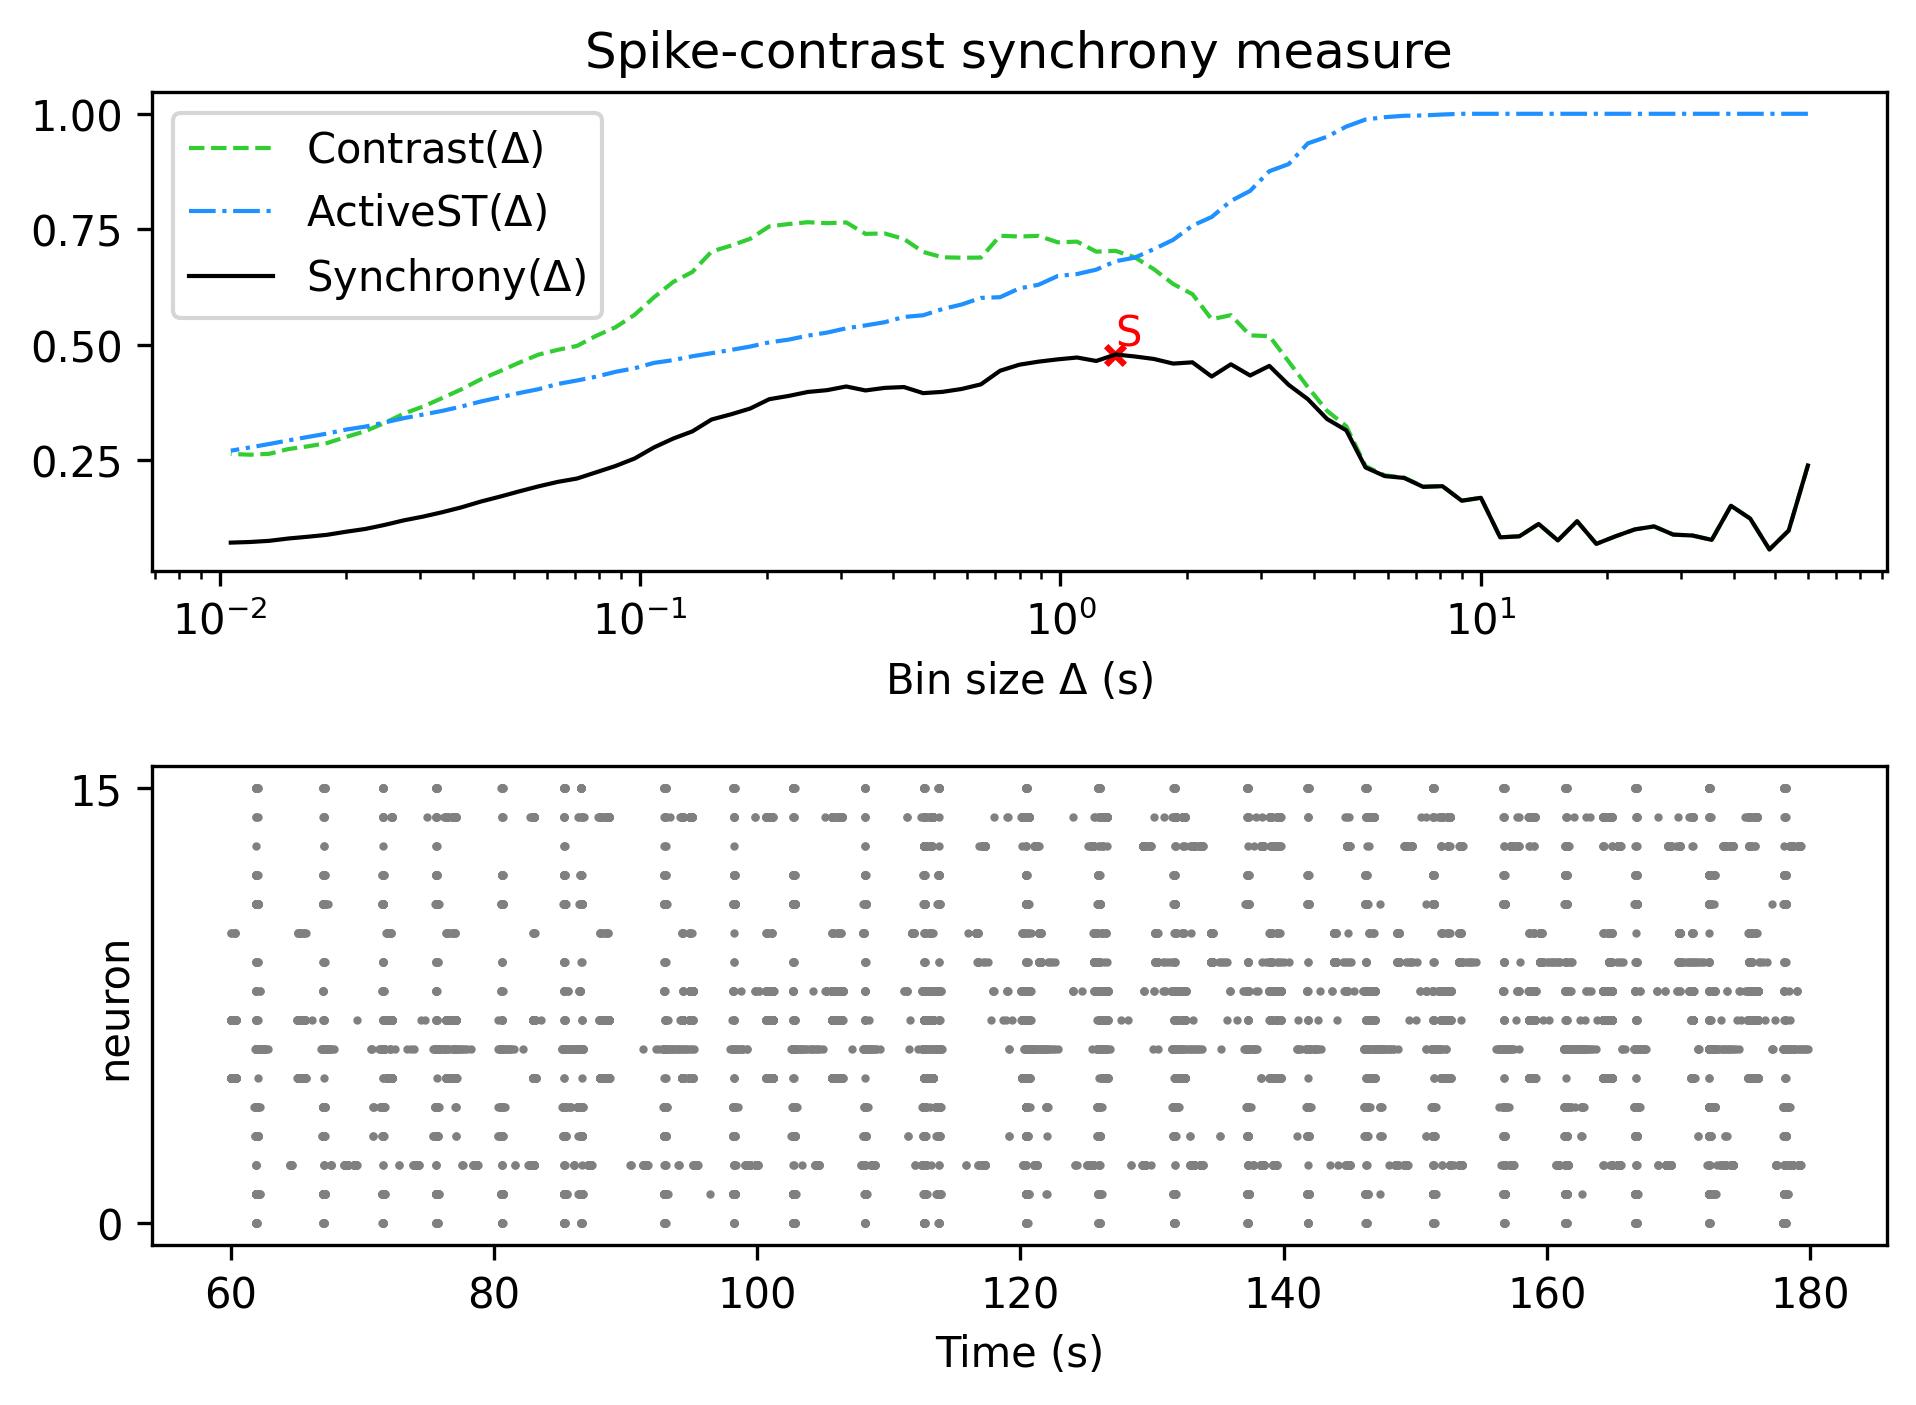 Spike-contrast synchrony measure
1.00
0.75
0.50
0.25
Contrast(Δ)
ActiveST(Δ)
Synchrony(Δ)
S
10⁻² 10⁻¹ 10⁰ 10¹
Bin size Δ (s)
15
0
neuron
60 80 100 120 140 160 180
Time (s)